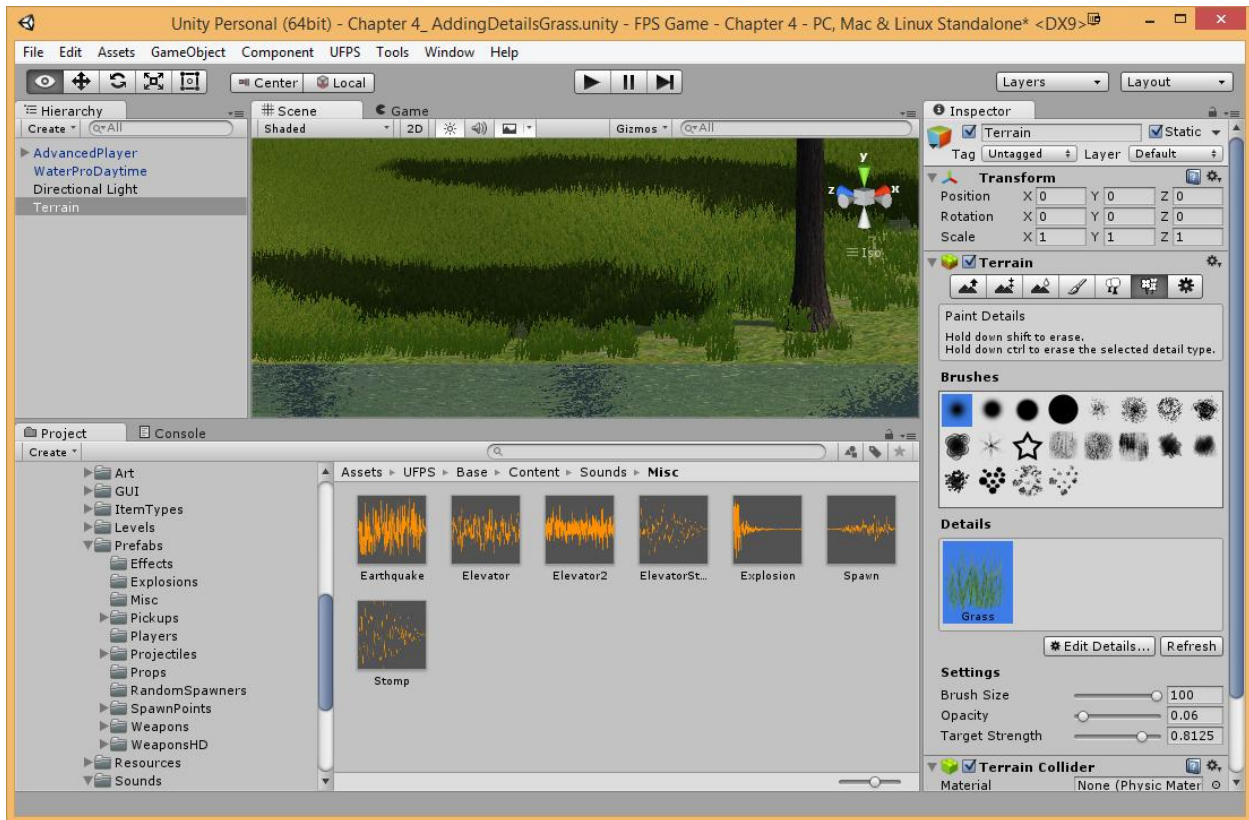 Unity Personal (64bit) - Chapter 4_ AddingDetailsGrass.unity - FPS Game - Chapter 4 - PC, Mac & Linux Standalone* <DX9>
File Edit Assets GameObject Component UFPS Tools Window Help
Center Local Layers Layout
Hierarchy
Create All
AdvancedPlayer
WaterProDaytime
Directional Light
Terrain
Scene Game
Shaded 2D Gizmos All
y
z x
Iso
Project Console
Create
Art
GUI
ItemTypes
Levels
Prefabs
Effects
Explosions
Misc
Pickups
Players
Projectiles
Props
RandomSpawners
SpawnPoints
Weapons
WeaponsHD
Resources
Sounds
Assets UFPS Base Content Sounds Misc
Earthquake Elevator Elevator2 ElevatorSt... Explosion Spawn
Stomp
Inspector
Terrain Static
Tag Untagged Layer Default
Transform
Position X 0 Y 0 Z 0
Rotation X 0 Y 0 Z 0
Scale X 1 Y 1 Z 1
Terrain
Paint Details
Hold down shift to erase.
Hold down ctrl to erase the selected detail type.
Brushes
Details
Grass
Edit Details... Refresh
Settings
Brush Size 100
Opacity 0.06
Target Strength 0.8125
Terrain Collider
Material None (Physic Mater